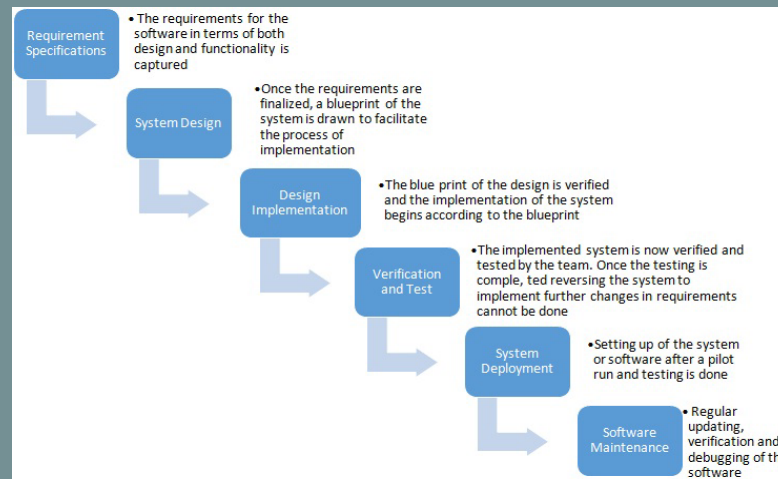 Requirement
Specifications
• The requirements for the
software in terms of both
design and functionality is
captured
System Design
•Once the requirements are
finalized, a blueprint of the
system is drawn to facilitate
the process of
implementation
Design
Implementation
•The blue print of the design is verified
and the implementation of the system
begins according to the blueprint
Verification
and Test
•The implemented system is now verified and
tested by the team. Once the testing is
comple, ted reversing the system to
implement further changes in requirements
cannot be done
System
Deployment
•Setting up of the system
or software after a pilot
run and testing is done
Software
Maintenance
• Regular
updating,
verification and
debugging of th
software